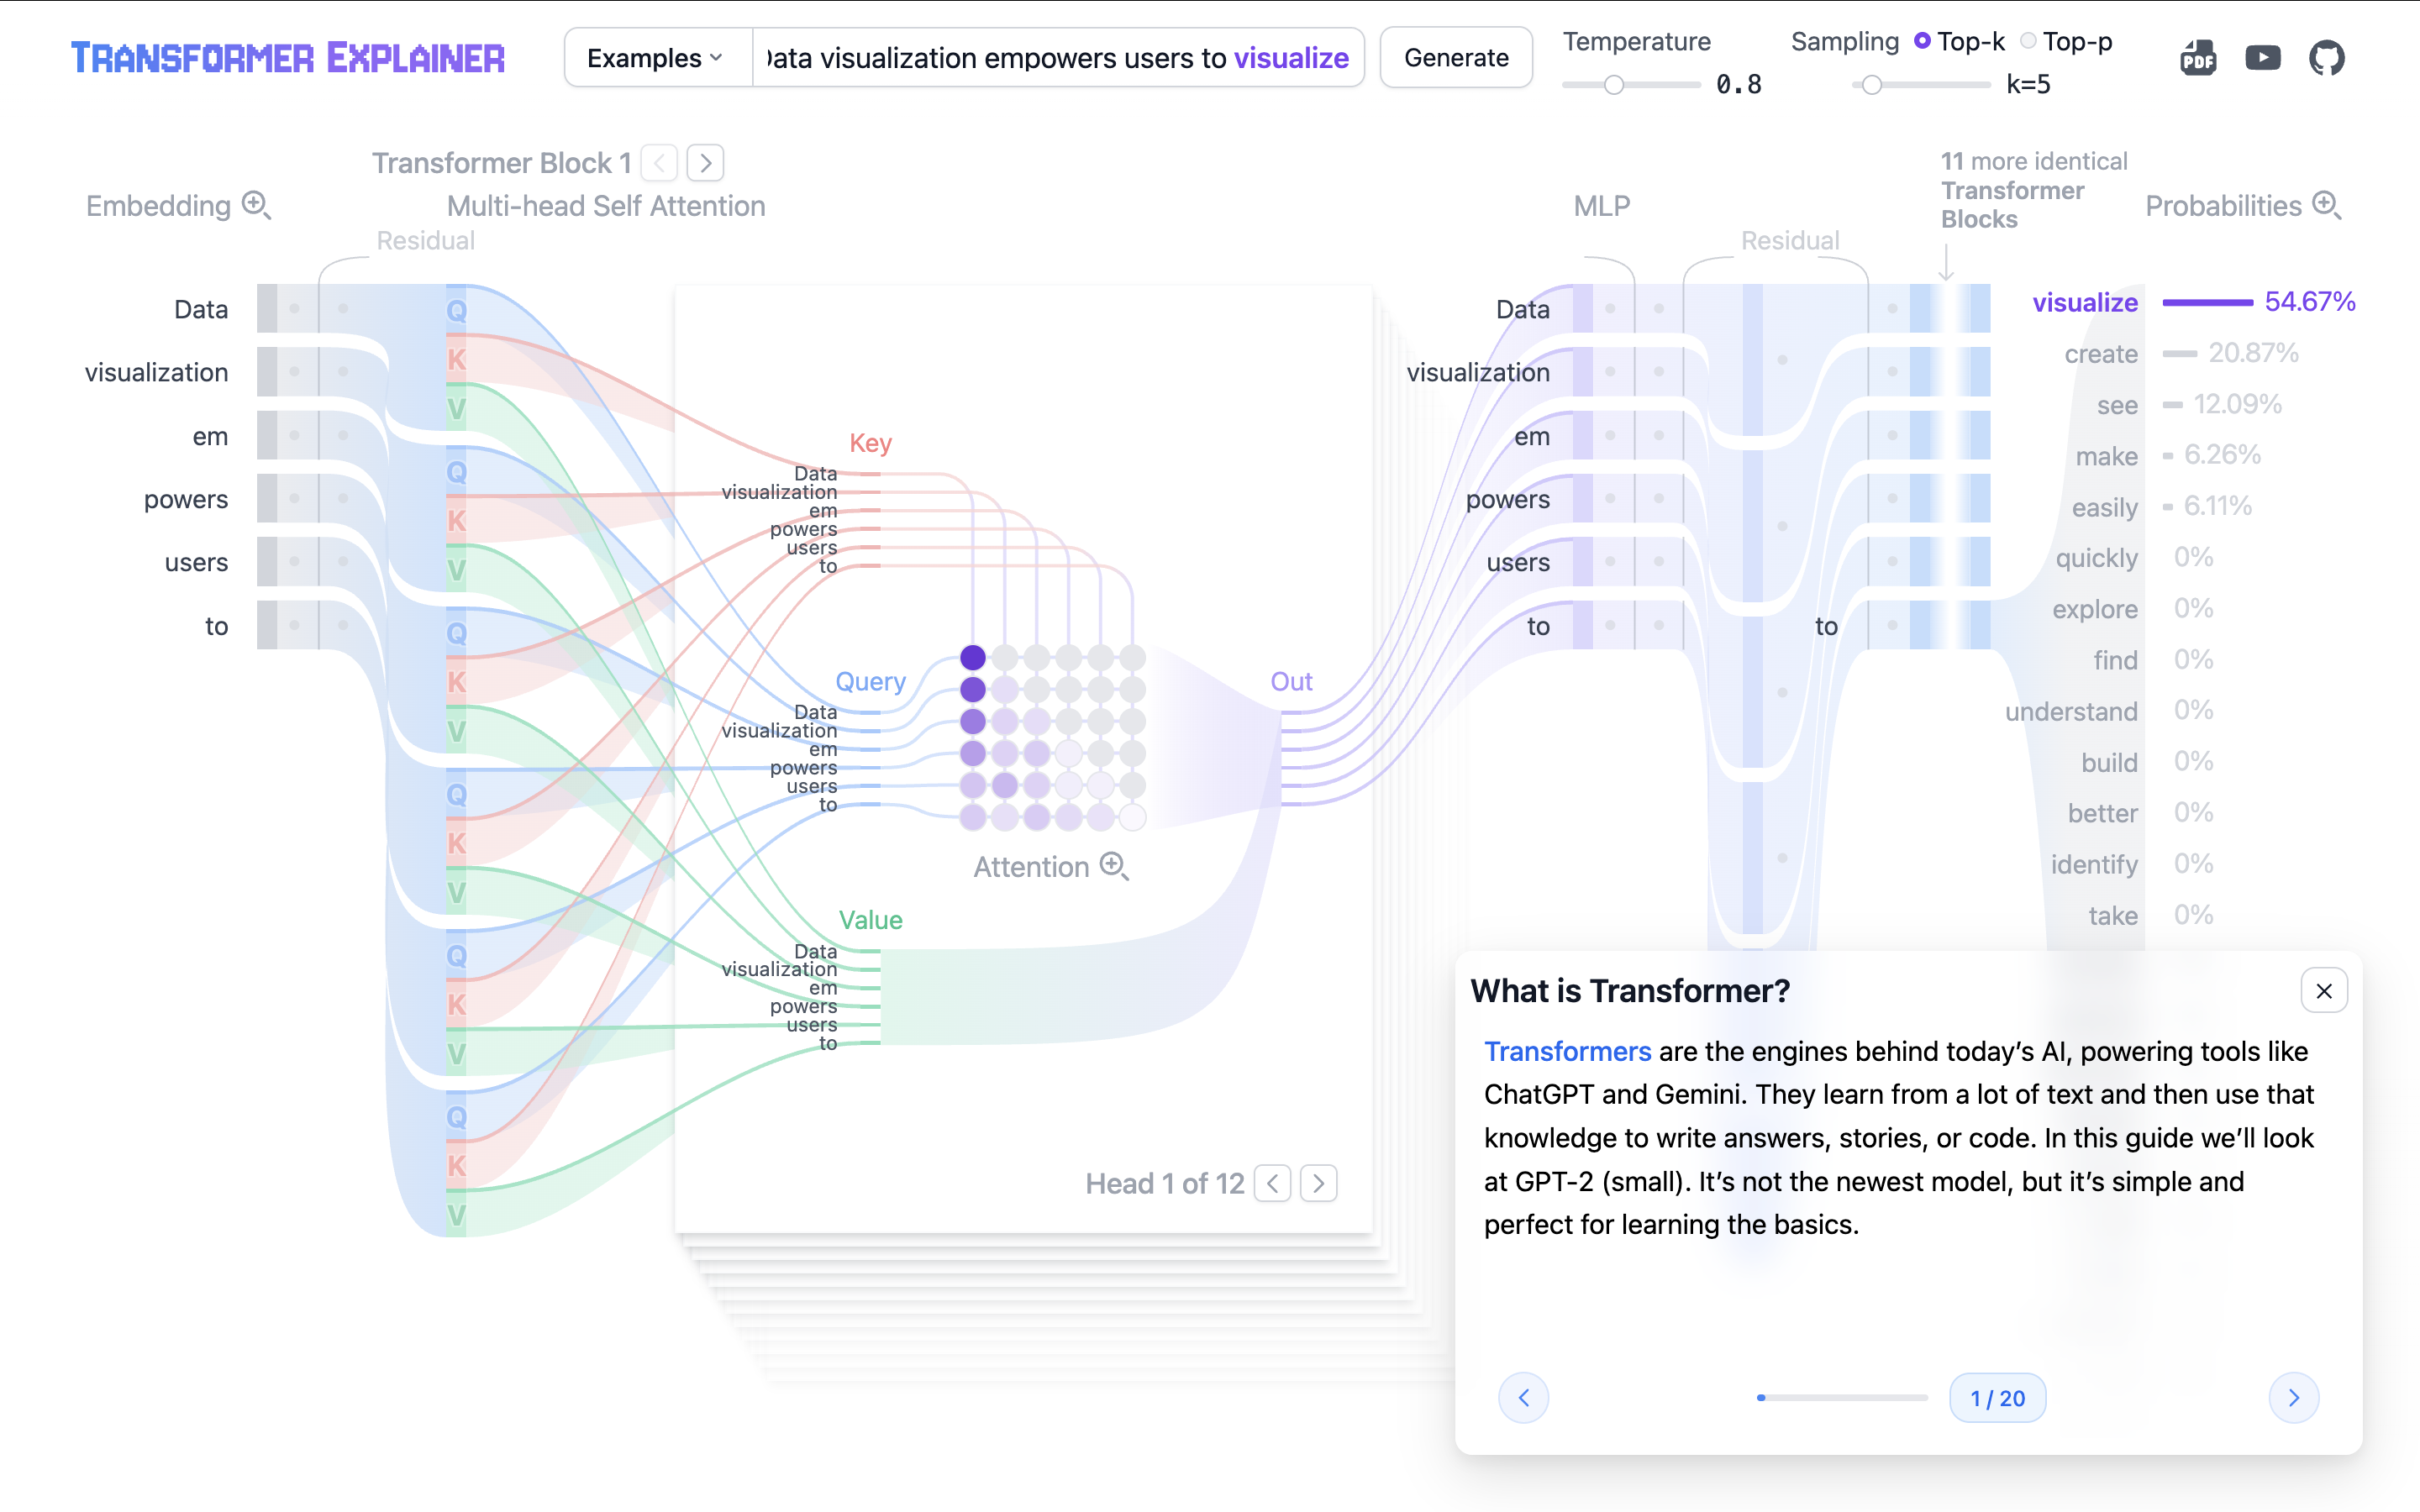 TRANSFORMER EXPLAINER
Examples
Data visualization empowers users to visualize
Generate
Temperature
0.8
Sampling
Top-k
Top-p
k=5
PDF
Transformer Block 1
Embedding
Multi-head Self Attention
Residual
MLP
Residual
11 more identical
Transformer
Blocks
Probabilities
Data
visualization
em
powers
users
to
Q
K
V
Q
K
V
Q
K
V
Q
K
V
Q
K
V
Q
K
V
Key
Data
visualization
em
powers
users
to
Query
Data
visualization
em
powers
users
to
Attention
Value
Data
visualization
em
powers
users
to
Out
Head 1 of 12
Data
visualization
em
powers
users
to
to
visualize 54.67%
create 20.87%
see 12.09%
make 6.26%
easily 6.11%
quickly 0%
explore 0%
find 0%
understand 0%
build 0%
better 0%
identify 0%
take 0%
What is Transformer?
Transformers are the engines behind today’s AI, powering tools like
ChatGPT and Gemini. They learn from a lot of text and then use that
knowledge to write answers, stories, or code. In this guide we’ll look
at GPT-2 (small). It’s not the newest model, but it’s simple and
perfect for learning the basics.
1 / 20